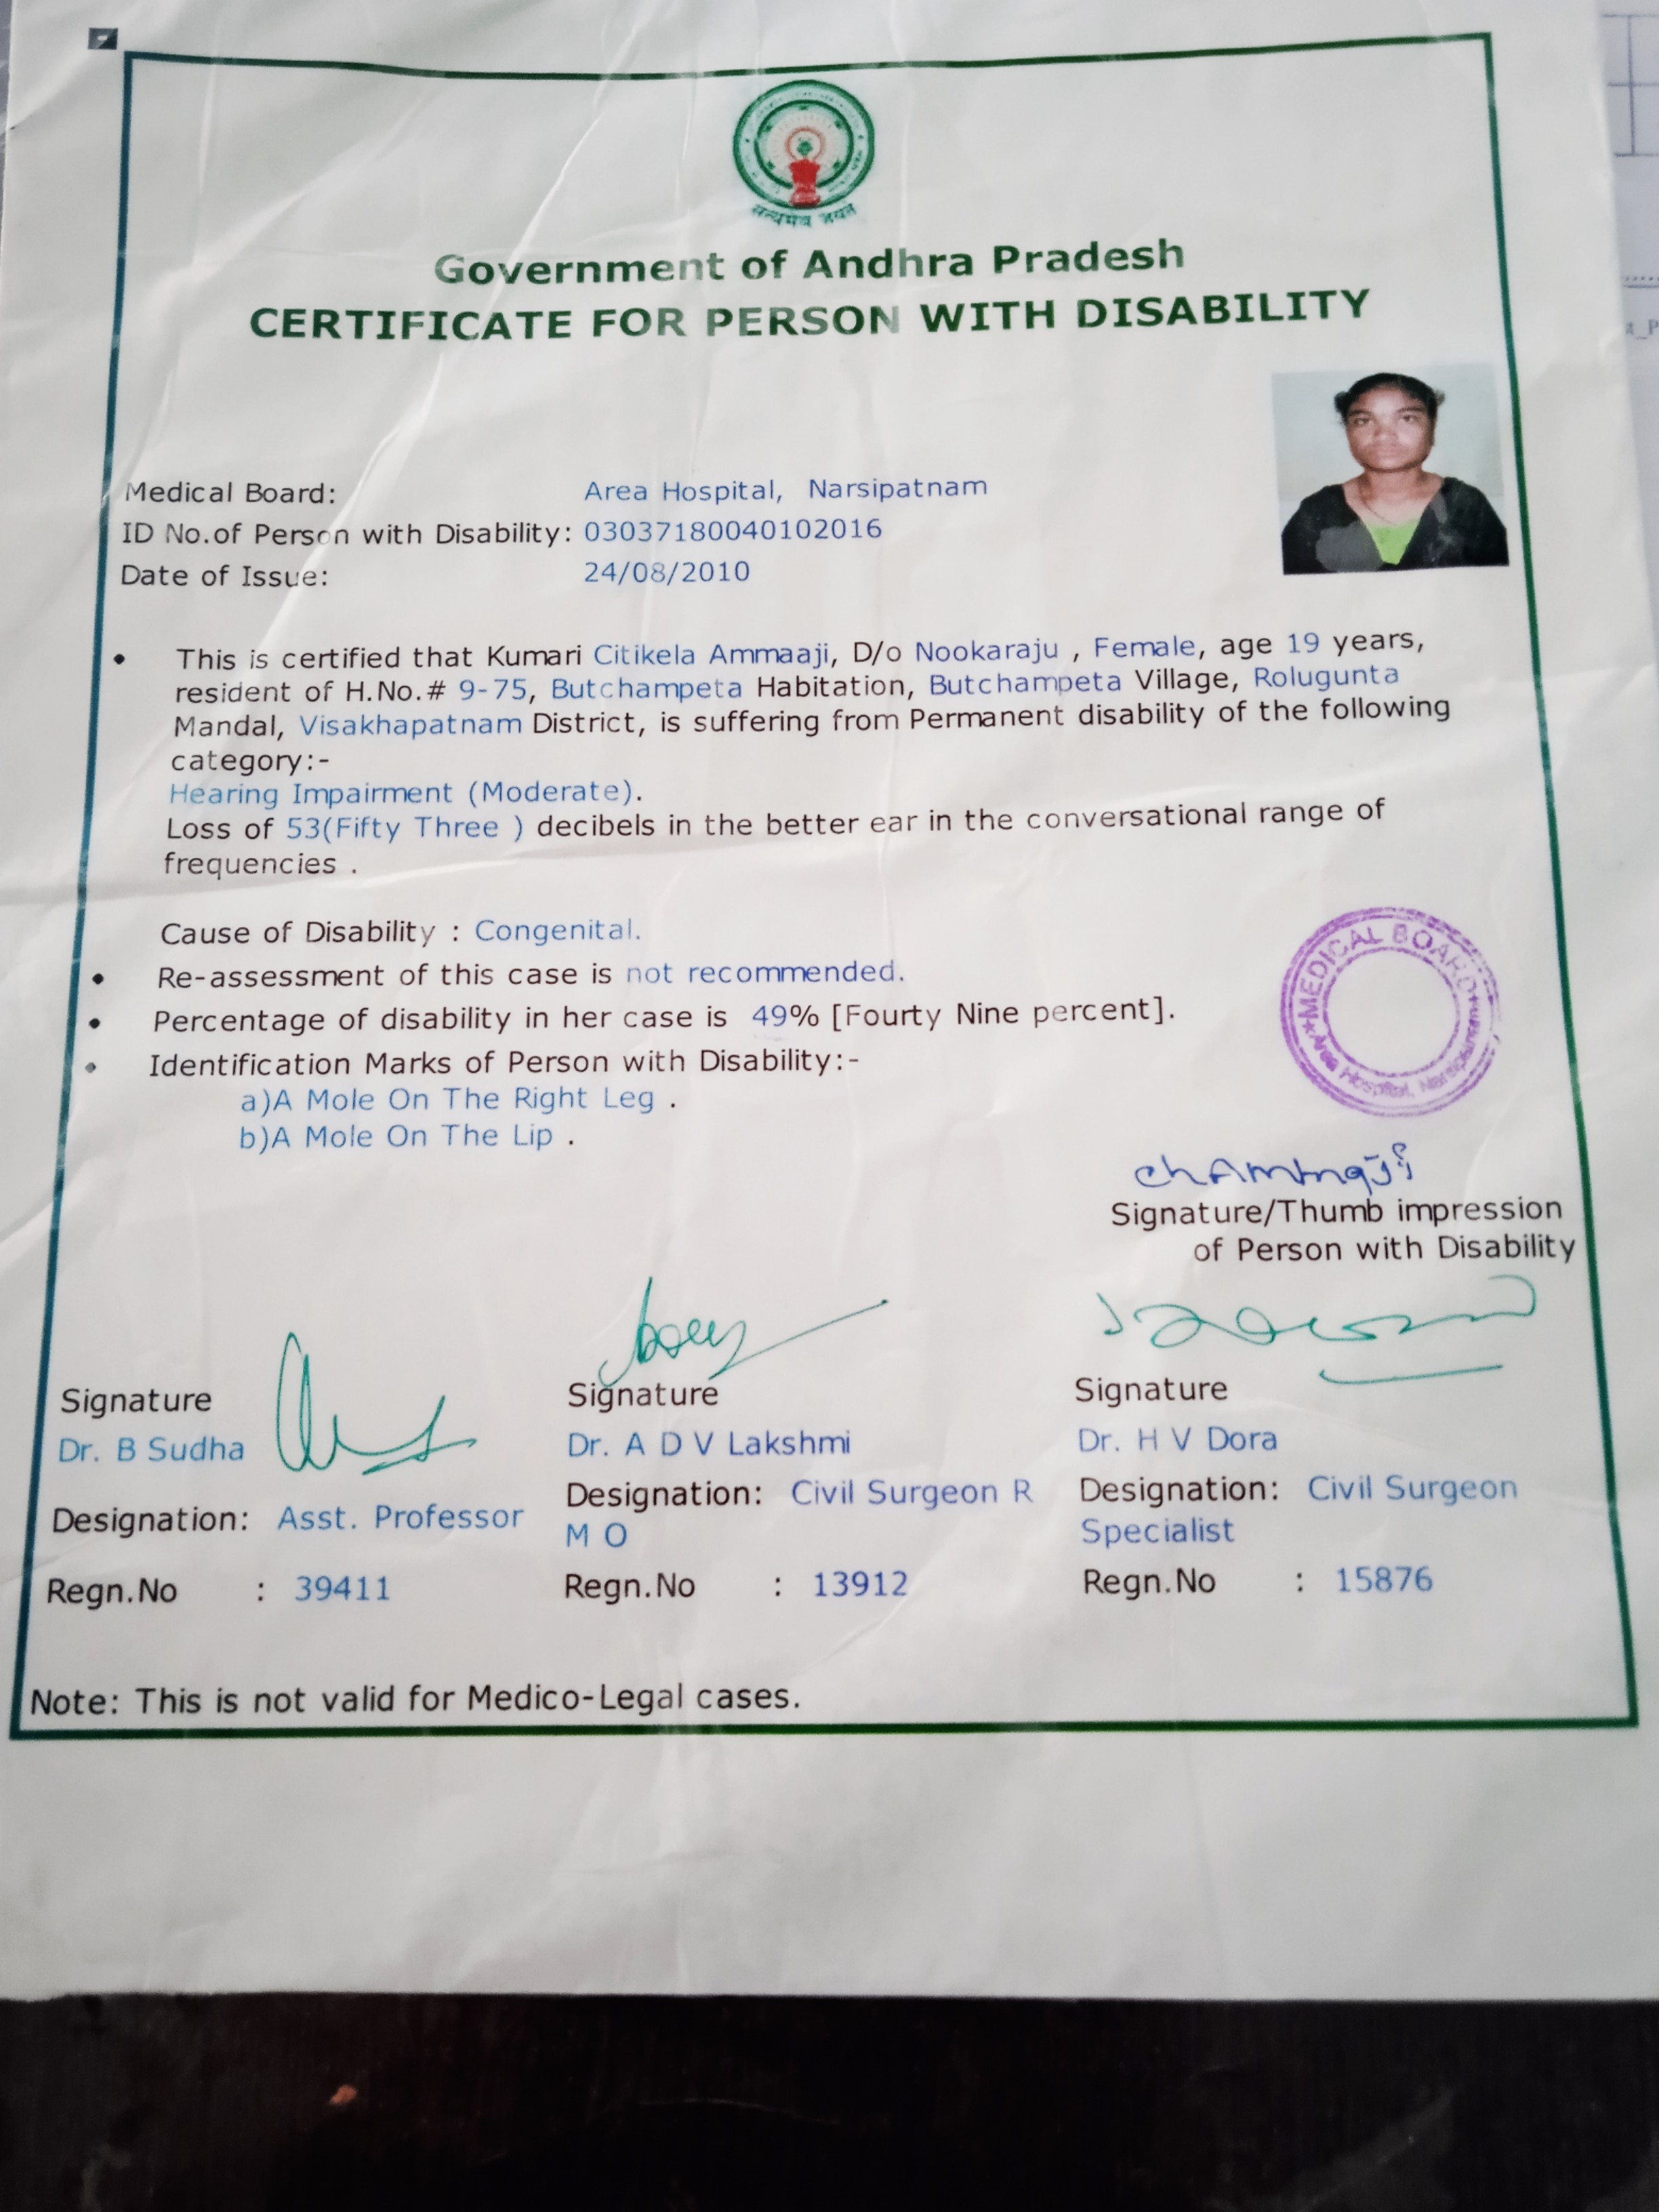 सत्यमेव जयते
Government of Andhra Pradesh
CERTIFICATE FOR PERSON WITH DISABILITY
Medical Board: Area Hospital, Narsipatnam
ID No.of Person with Disability: 03037180040102016
Date of Issue: 24/08/2010
• This is certified that Kumari Citikela Ammaaji, D/o Nookaraju , Female, age 19 years,
resident of H.No.# 9-75, Butchampeta Habitation, Butchampeta Village, Rolugunta
Mandal, Visakhapatnam District, is suffering from Permanent disability of the following
category:-
Hearing Impairment (Moderate).
Loss of 53(Fifty Three ) decibels in the better ear in the conversational range of
frequencies .
Cause of Disability : Congenital.
• Re-assessment of this case is not recommended.
• Percentage of disability in her case is 49% [Fourty Nine percent].
• Identification Marks of Person with Disability:-
a)A Mole On The Right Leg .
b)A Mole On The Lip .
★MEDICAL BOARD
Area Hospital,
Signature/Thumb impression
of Person with Disability
Signature Signature Signature
Dr. B Sudha Dr. A D V Lakshmi Dr. H V Dora
Designation: Asst. Professor Designation: Civil Surgeon R Designation: Civil Surgeon
M O Specialist
Regn.No : 39411 Regn.No : 13912 Regn.No : 15876
Note: This is not valid for Medico-Legal cases.